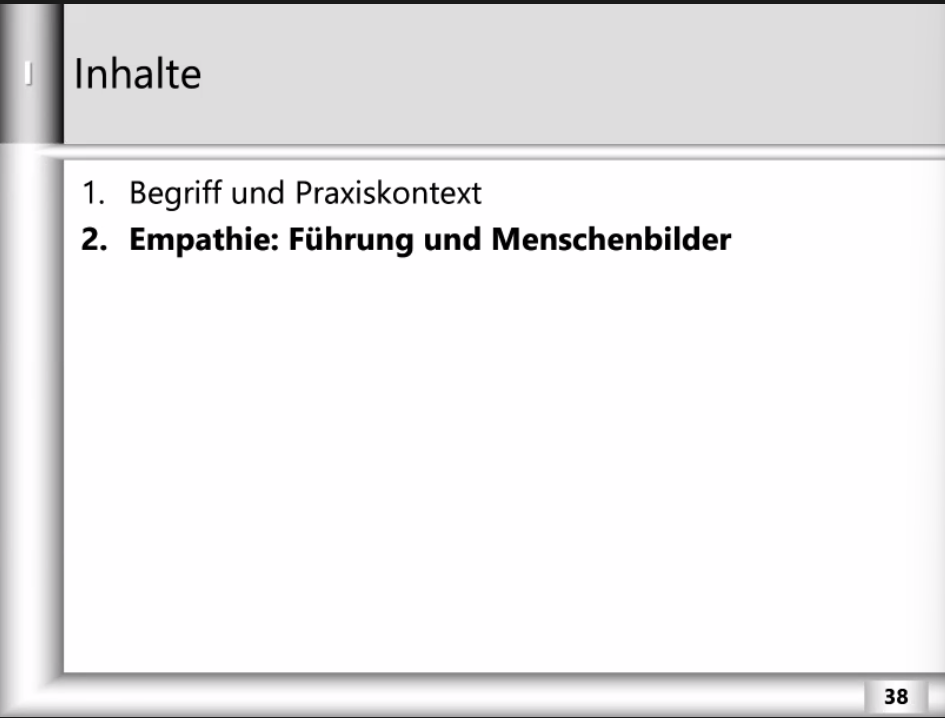 I
Inhalte
1. Begriff und Praxiskontext
2. Empathie: Führung und Menschenbilder
38